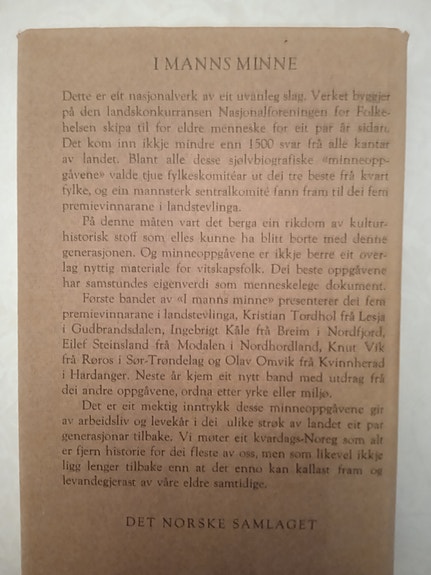 I MANNS MINNE
Dette er eit nasjonalverk av eit uvanleg slag. Verket byggjer
på den landskonkurransen Nasjonalforeningen for Folke-
helsen skipa til for eldre menneske for eit par år sidan.
Det kom inn ikkje mindre enn 1500 svar frå alle kantar
av landet. Blant alle desse sjølvbiografiske «minneopp-
gåvene» valde tjue fylkeskomitéar ut dei tre beste frå kvart
fylke, og ein mannsterk sentralkomité fann fram til dei fem
premievinnarane i landstevlinga.
På denne måten vart det berga ein rikdom av kultur-
historisk stoff som elles kunne ha blitt borte med denne
generasjonen. Og minneoppgåvene er ikkje berre eit over-
lag nyttig materiale for vitskapsfolk. Dei beste oppgåvene
har samstundes eigenverdi som menneskelege dokument.
Første bandet av «I manns minne» presenterer dei fem
premievinnarane i landstevlinga, Kristian Tordhol frå Lesja
i Gudbrandsdalen, Ingebrigt Kåle frå Breim i Nordfjord,
Eilef Steinsland frå Modalen i Nordhordland, Knut Vik
frå Røros i Sør-Trøndelag og Olav Omvik frå Kvinnherad
i Hardanger. Neste år kjem eit nytt band med utdrag frå
dei andre oppgåvene, ordna etter yrke eller miljø.
Det er eit mektig inntrykk desse minneoppgåvene gir
av arbeidsliv og levekår i dei ulike strøk av landet eit par
generasjonar tilbake. Vi møter eit kvardags-Noreg som alt
er fjern historie for dei fleste av oss, men som likevel ikkje
ligg lenger tilbake enn at det enno kan kallast fram og
levandegjerast av våre eldre samtidige.
DET NORSKE SAMLAGET